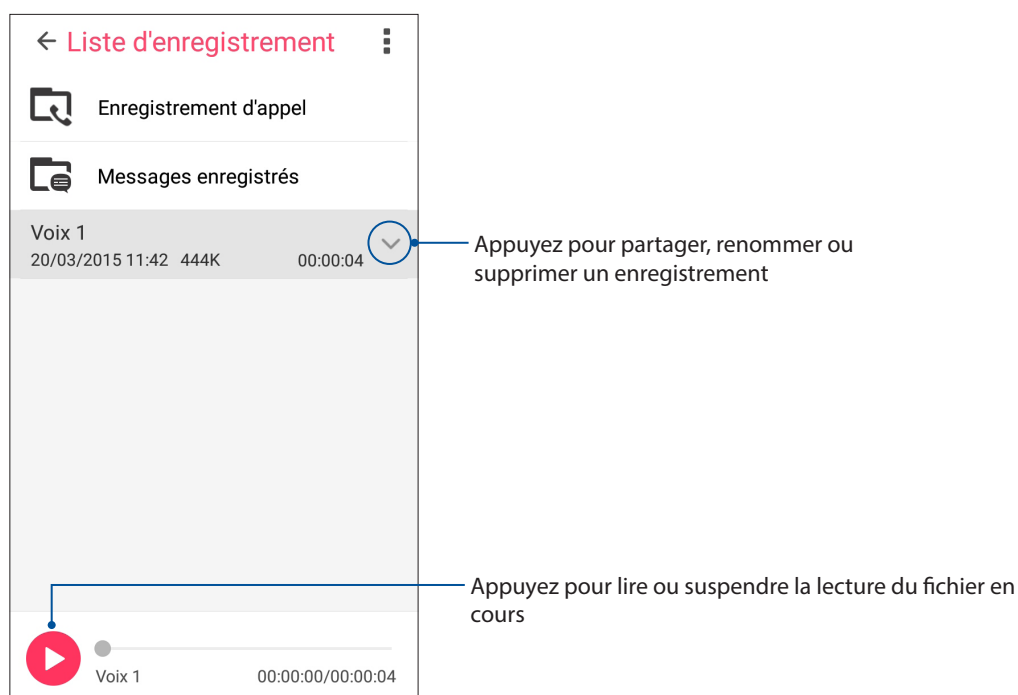 Liste d'enregistrement
Enregistrement d'appel
Messages enregistrés
Voix 1
20/03/2015 11:42 444K 00:00:04
Appuyez pour partager, renommer ou
supprimer un enregistrement
Appuyez pour lire ou suspendre la lecture du fichier en
cours
Voix 1 00:00:00/00:00:04